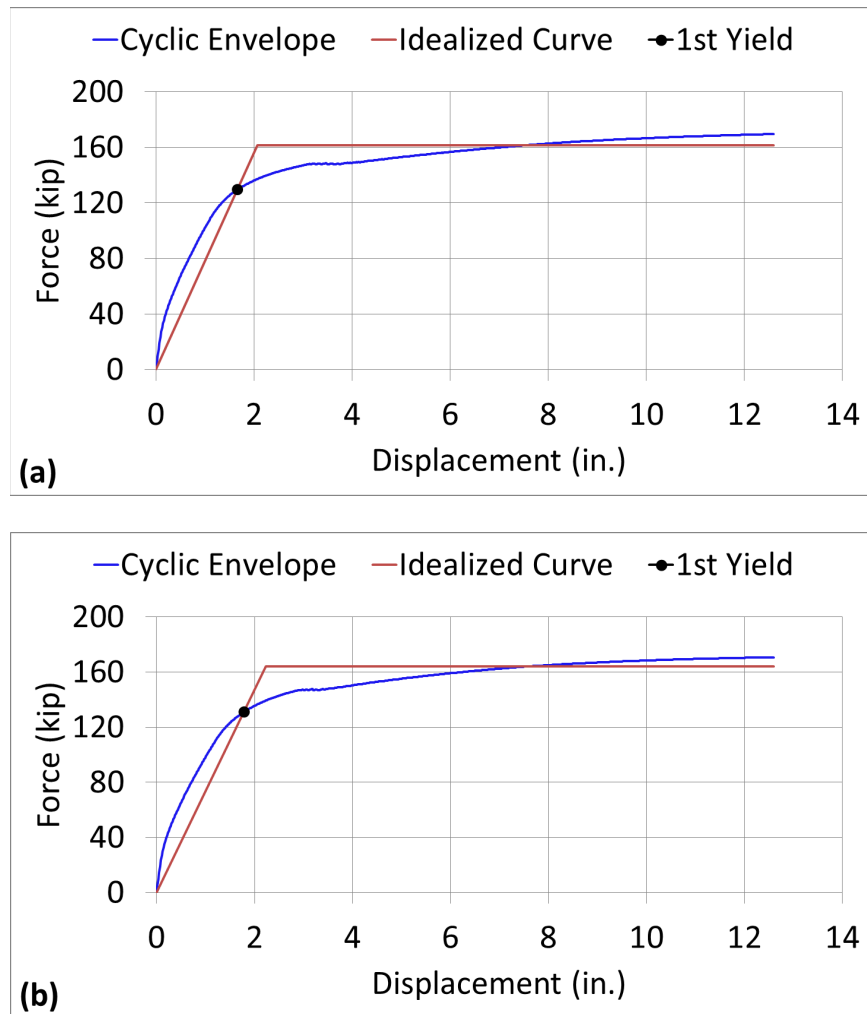 Cyclic Envelope Idealized Curve 1st Yield
200
160
120
80
40
0
Force (kip)
0 2 4 6 8 10 12 14
Displacement (in.)
(a)
Cyclic Envelope Idealized Curve 1st Yield
200
160
120
80
40
0
Force (kip)
0 2 4 6 8 10 12 14
Displacement (in.)
(b)